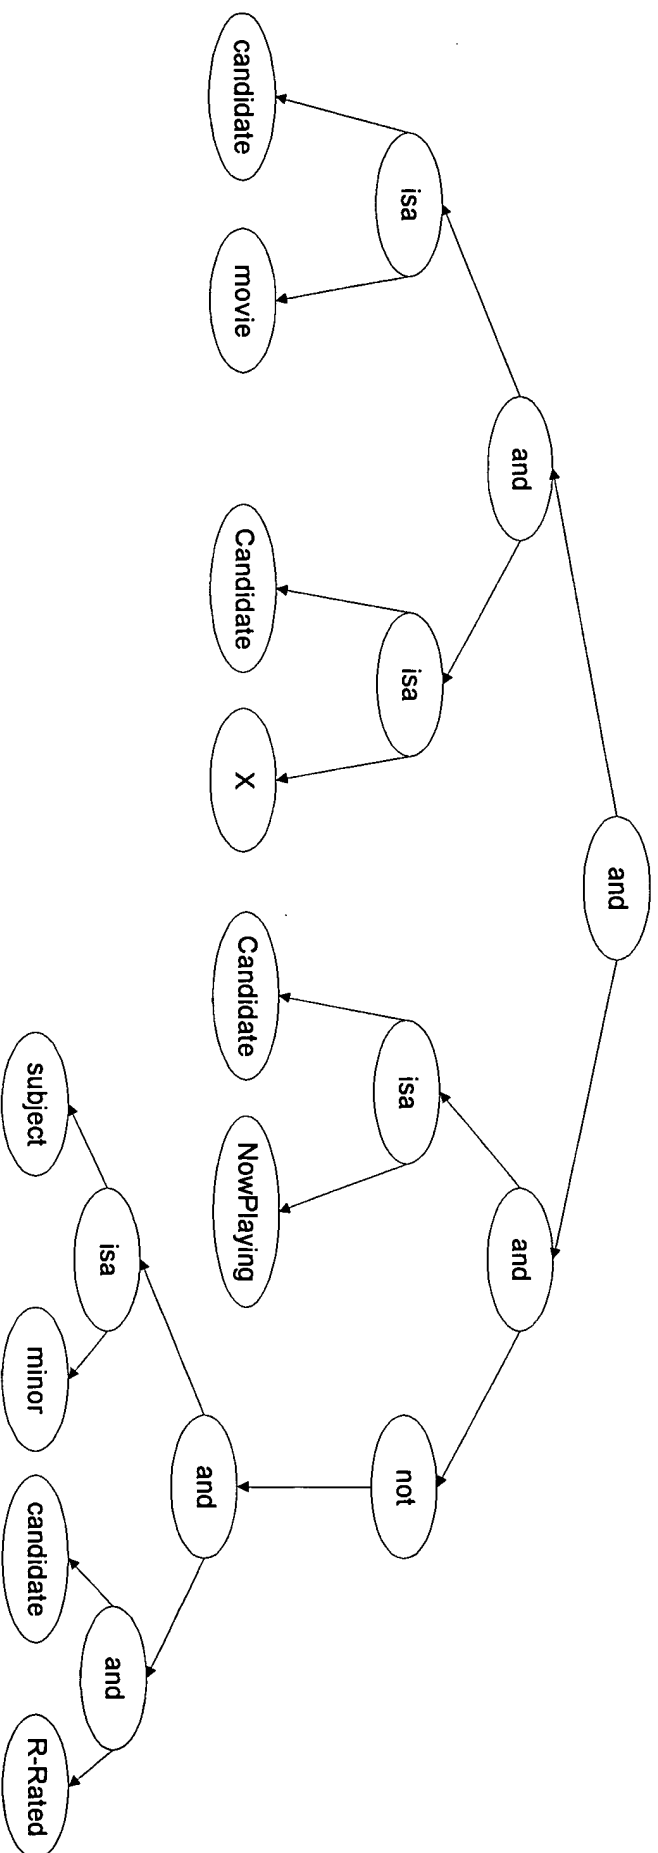 and
and
and
isa
isa
isa
not
candidate
movie
Candidate
X
Candidate
NowPlaying
and
isa
and
subject
minor
candidate
R-Rated